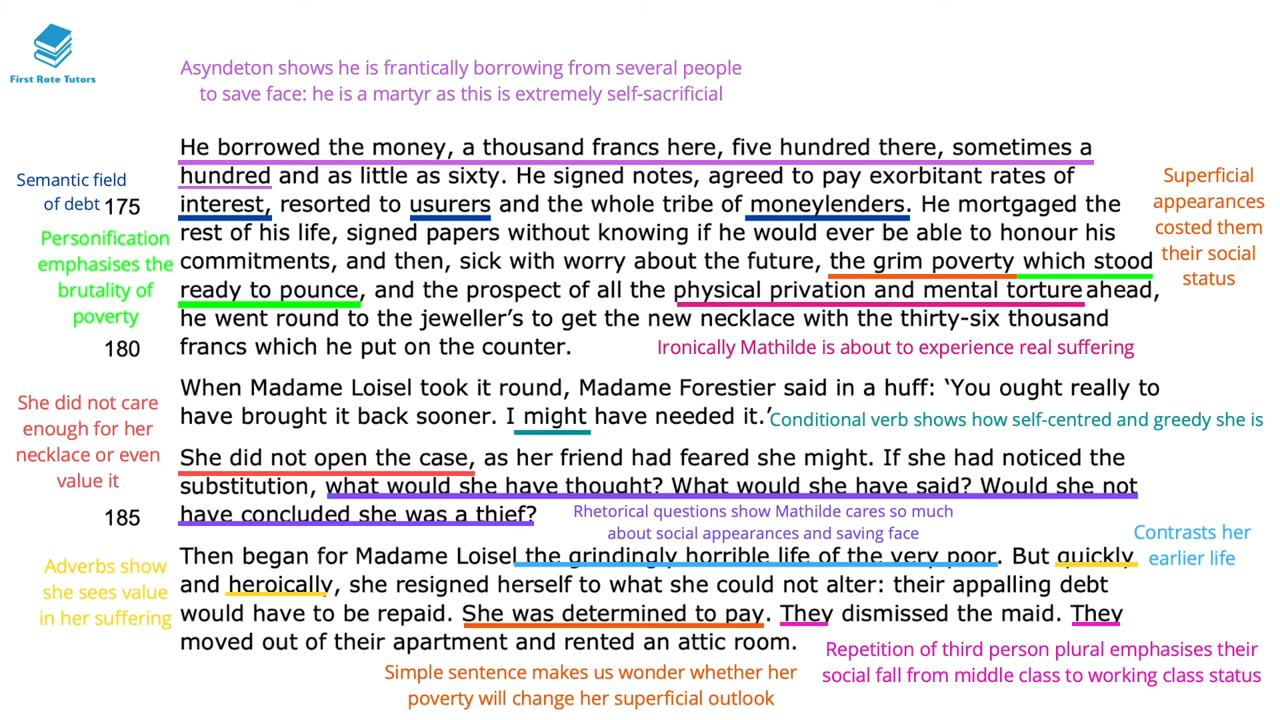 First Rate Tutors
Asyndeton shows he is frantically borrowing from several people
to save face: he is a martyr as this is extremely self-sacrificial
He borrowed the money, a thousand francs here, five hundred there, sometimes a
hundred and as little as sixty. He signed notes, agreed to pay exorbitant rates of
Semantic field
of debt
175
interest, resorted to usurers and the whole tribe of moneylenders. He mortgaged the
rest of his life, signed papers without knowing if he would ever be able to honour his
commitments, and then, sick with worry about the future, the grim poverty which stood
ready to pounce, and the prospect of all the physical privation and mental torture ahead,
he went round to the jeweller's to get the new necklace with the thirty-six thousand
180
francs which he put on the counter.
Superficial
appearances
costed them
their social
status
Personification
emphasises the
brutality of
poverty
Ironically Mathilde is about to experience real suffering
When Madame Loisel took it round, Madame Forestier said in a huff: ‘You ought really to
have brought it back sooner. I might have needed it.’
Conditional verb shows how self-centred and greedy she is
She did not care
enough for her
necklace or even
value it
She did not open the case, as her friend had feared she might. If she had noticed the
substitution, what would she have thought? What would she have said? Would she not
185
have concluded she was a thief?
Rhetorical questions show Mathilde cares so much
about social appearances and saving face
Contrasts her
earlier life
Then began for Madame Loisel the grindingly horrible life of the very poor. But quickly
and heroically, she resigned herself to what she could not alter: their appalling debt
would have to be repaid. She was determined to pay. They dismissed the maid. They
moved out of their apartment and rented an attic room.
Adverbs show
she sees value
in her suffering
Simple sentence makes us wonder whether her
poverty will change her superficial outlook
Repetition of third person plural emphasises their
social fall from middle class to working class status